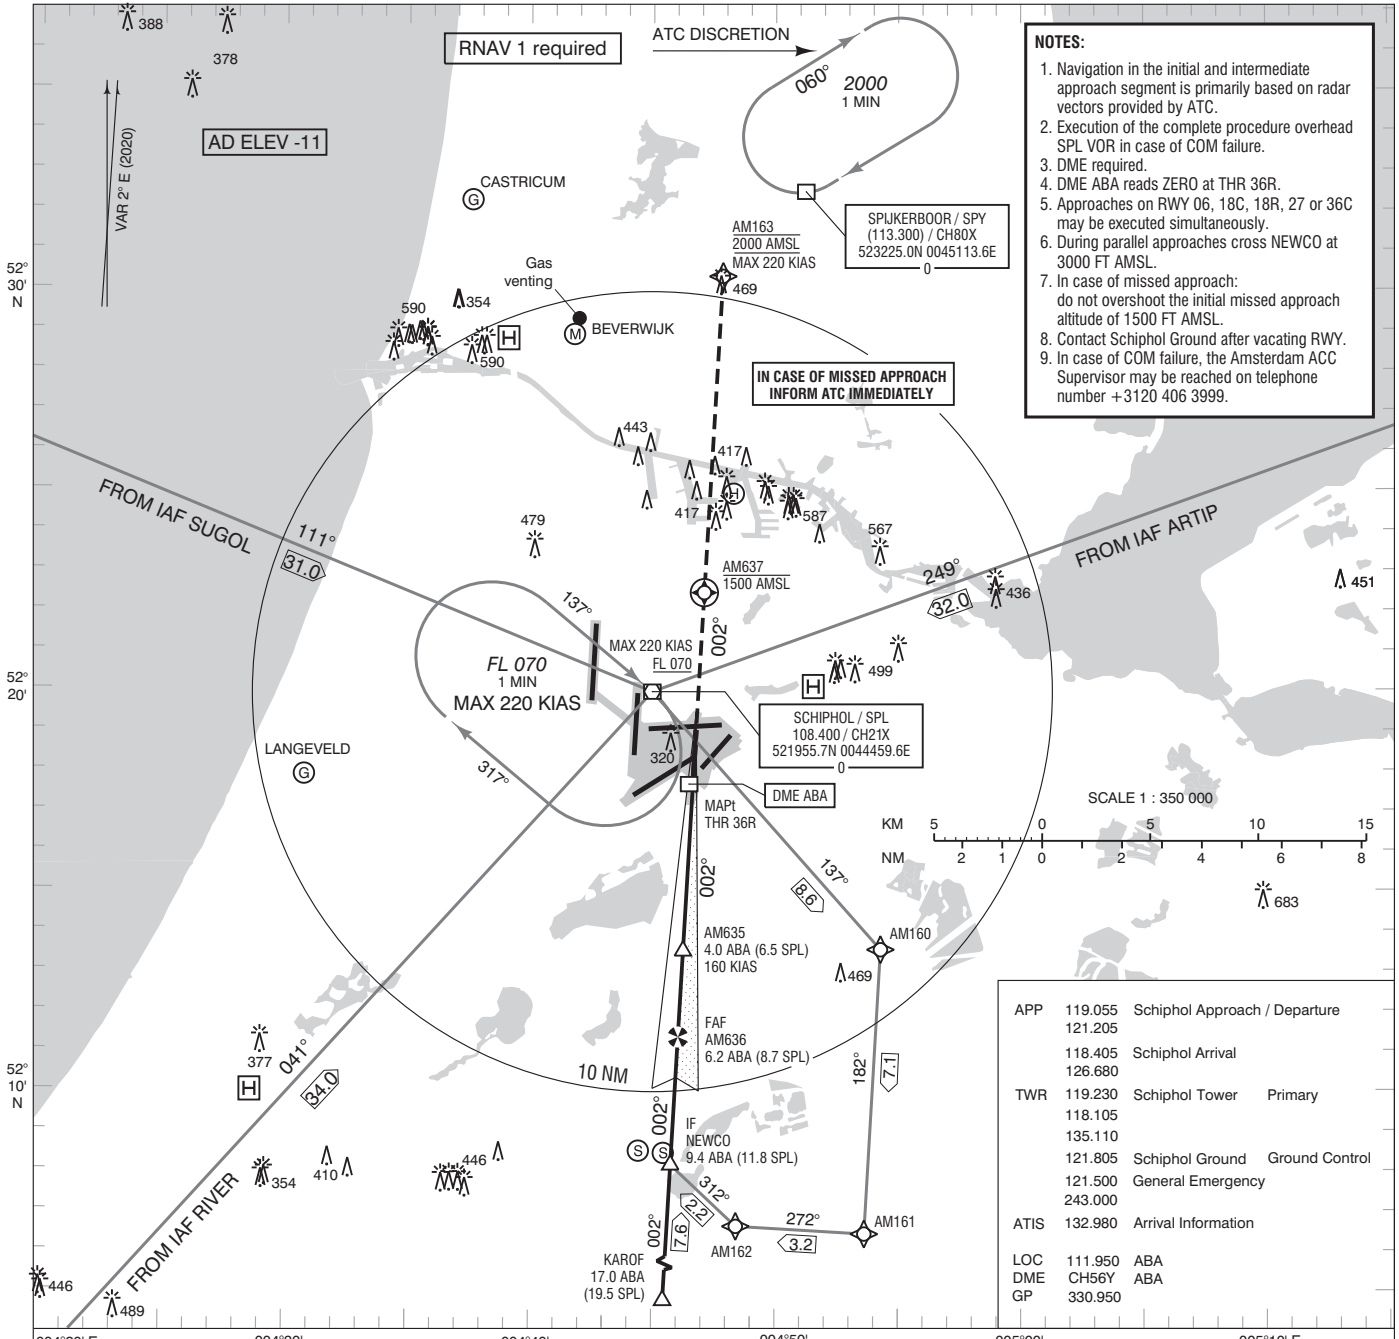 388
378
RNAV 1 required
ATC DISCRETION
060°
2000
1 MIN
AD ELEV -11
VAR 2° E (2020)
NOTES:
1. Navigation in the initial and intermediate
approach segment is primarily based on radar
vectors provided by ATC.
2. Execution of the complete procedure overhead
SPL VOR in case of COM failure.
3. DME required.
4. DME ABA reads ZERO at THR 36R.
5. Approaches on RWY 06, 18C, 18R, 27 or 36C
may be executed simultaneously.
6. During parallel approaches cross NEWCO at
3000 FT AMSL.
7. In case of missed approach:
do not overshoot the initial missed approach
altitude of 1500 FT AMSL.
8. Contact Schiphol Ground after vacating RWY.
9. In case of COM failure, the Amsterdam ACC
Supervisor may be reached on telephone
number +3120 406 3999.
CASTRICUM
G
SPIJKERBOOR / SPY
(113.300) / CH80X
523225.0N 0045113.6E
0
AM163
2000 AMSL
MAX 220 KIAS
469
52°
30'
N
Gas
venting
354
590
H
590
M
BEVERWIJK
IN CASE OF MISSED APPROACH
INFORM ATC IMMEDIATELY
443
417
H
417
587
567
479
FROM IAF SUGOL
111°
31.0
FROM IAF ARTIP
249°
32.0
436
451
AM637
1500 AMSL
002°
137°
MAX 220 KIAS
FL 070
FL 070
1 MIN
MAX 220 KIAS
499
H
52°
20'
SCHIPHOL / SPL
108.400 / CH21X
521955.7N 0044459.6E
0
320
LANGEVELD
G
317°
DME ABA
MAPt
THR 36R
SCALE 1 : 350 000
KM 5 0 5 10 15
NM 2 1 0 2 4 6 8
002°
137°
8.6
683
AM635
4.0 ABA (6.5 SPL)
160 KIAS
AM160
469
FAF
AM636
6.2 ABA (8.7 SPL)
377
H
041°
34.0
10 NM
182°
7.1
52°
10'
N
002°
IF
NEWCO
9.4 ABA (11.8 SPL)
S
S
354
410
446
312°
2.2
272°
3.2
AM162
AM161
FROM IAF RIVER
002°
7.6
KAROF
17.0 ABA
(19.5 SPL)
446
489
APP 119.055 Schiphol Approach / Departure
121.205
118.405 Schiphol Arrival
126.680
TWR 119.230 Schiphol Tower Primary
118.105
135.110
121.805 Schiphol Ground Ground Control
121.500 General Emergency
243.000
ATIS 132.980 Arrival Information
LOC 111.950 ABA
DME CH56Y ABA
GP 330.950